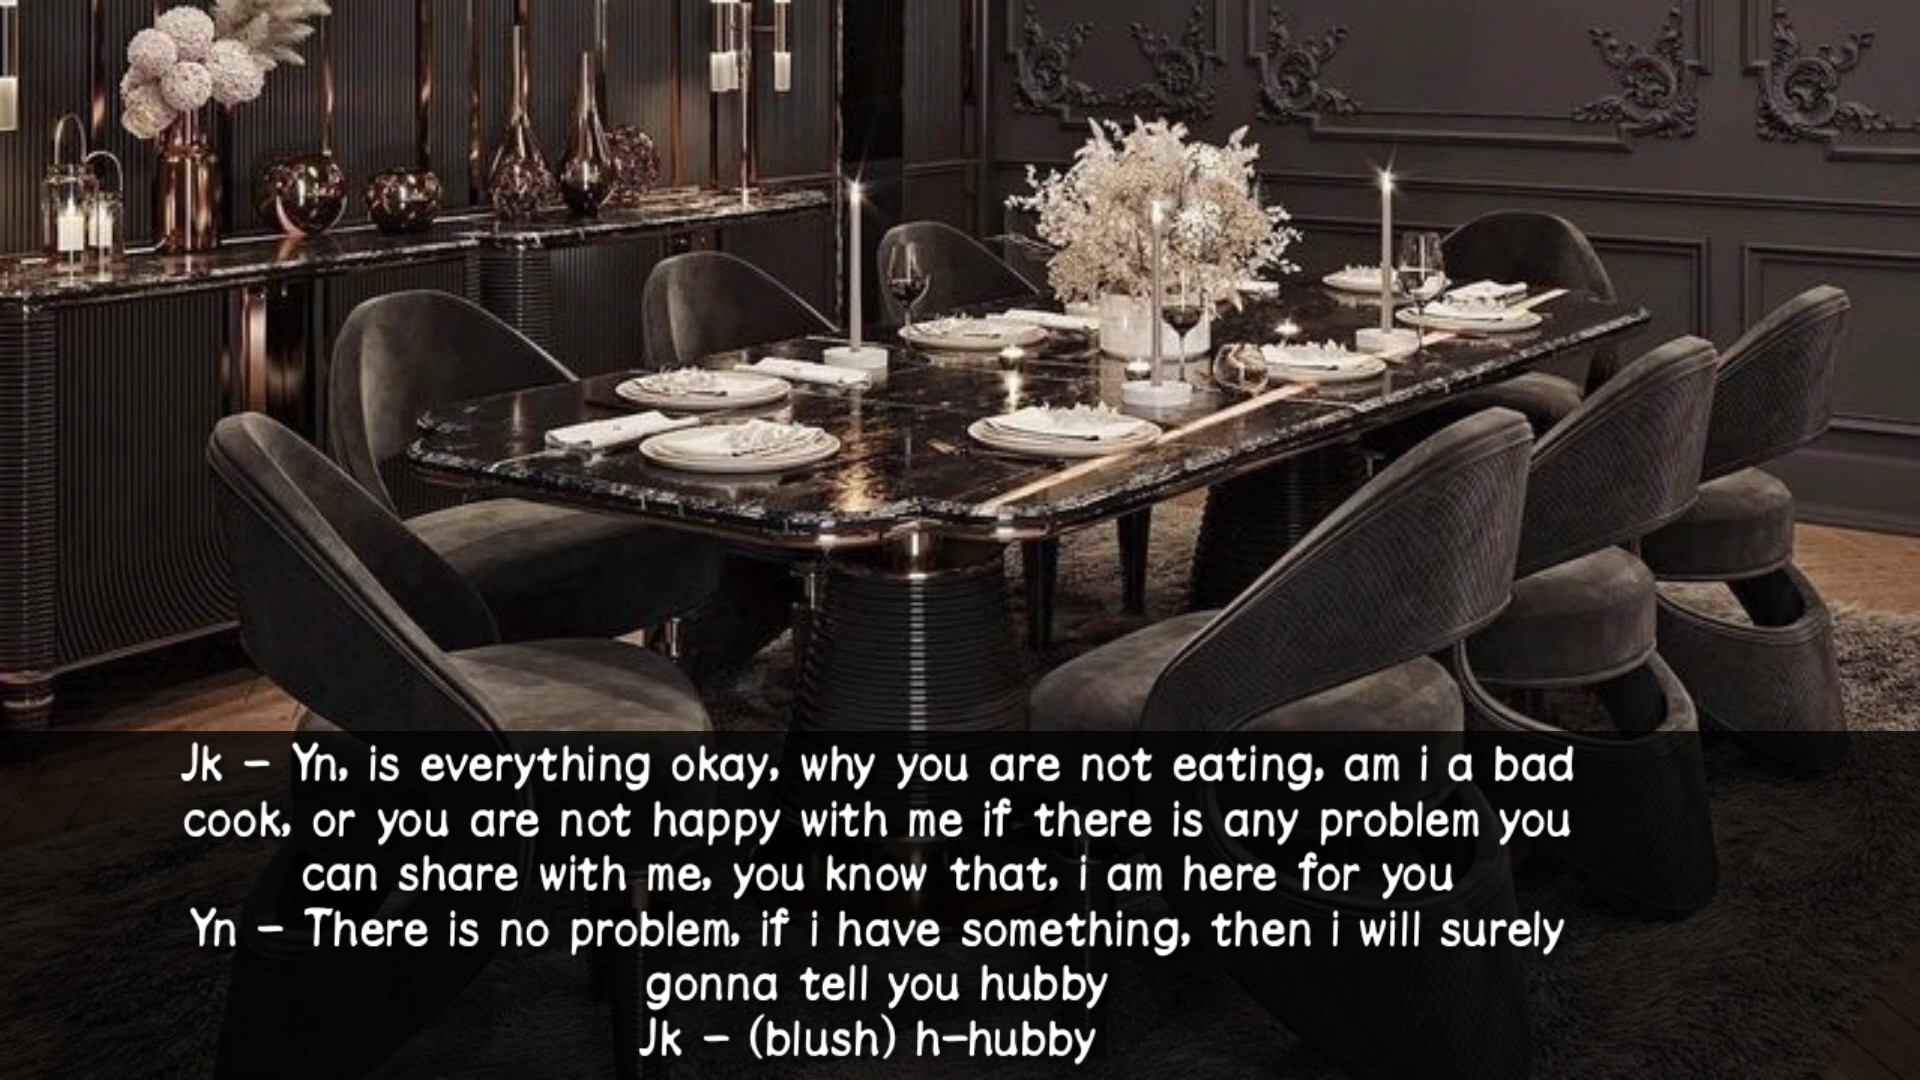 Jk - Yn, is everything okay, why you are not eating, am i a bad
cook, or you are not happy with me if there is any problem you
can share with me, you know that, i am here for you
Yn - There is no problem, if i have something, then i will surely
gonna tell you hubby
Jk - (blush) h-hubby